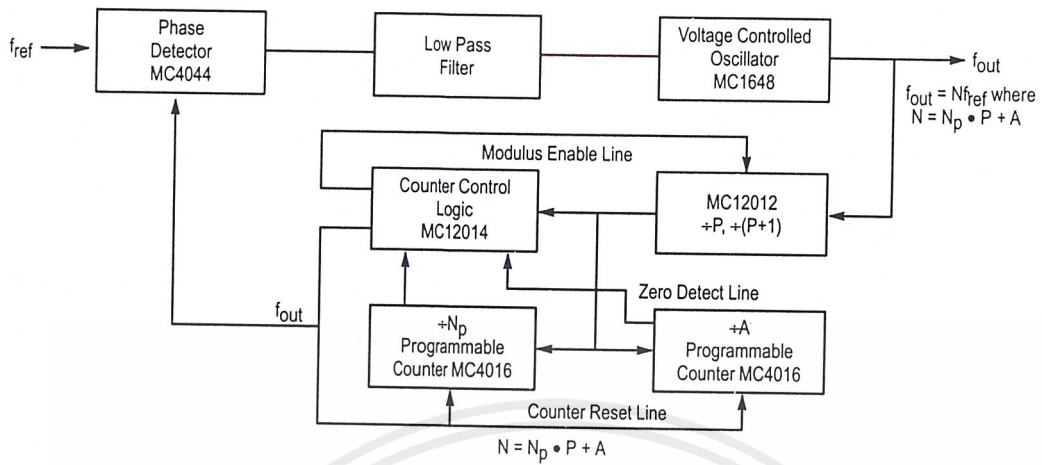 f_ref
Phase
Detector
MC4044
Low Pass
Filter
Voltage Controlled
Oscillator
MC1648
f_out
f_out = Nf_ref where
N = N_p • P + A
Modulus Enable Line
Counter Control
Logic
MC12014
MC12012
÷P, ÷(P+1)
Zero Detect Line
f_out
÷N_p
Programmable
Counter MC4016
÷A
Programmable
Counter MC4016
Counter Reset Line
N = N_p • P + A